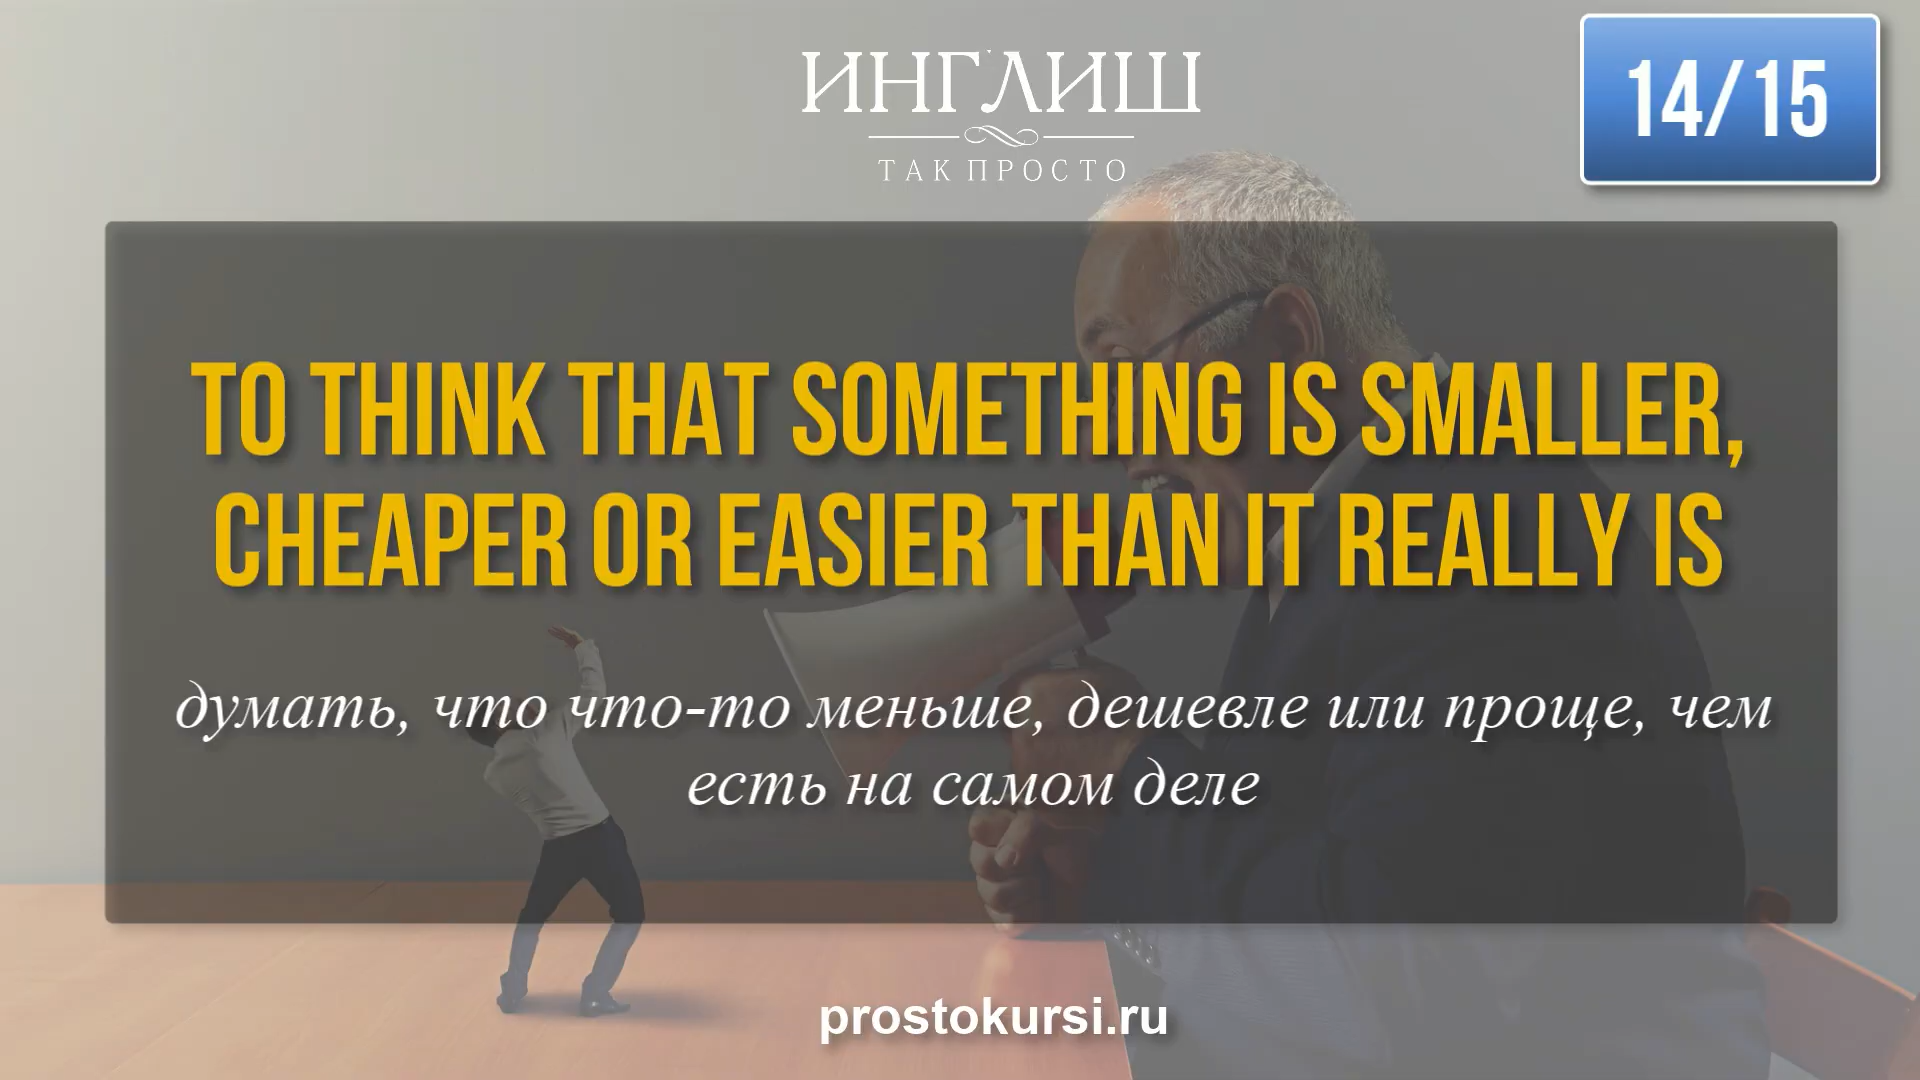 ИНГЛИШ
ТАК ПРОСТО
14/15
TO THINK THAT SOMETHING IS SMALLER,
CHEAPER OR EASIER THAN IT REALLY IS
думать, что что-то меньше, дешевле или проще, чем
есть на самом деле
prostokursi.ru